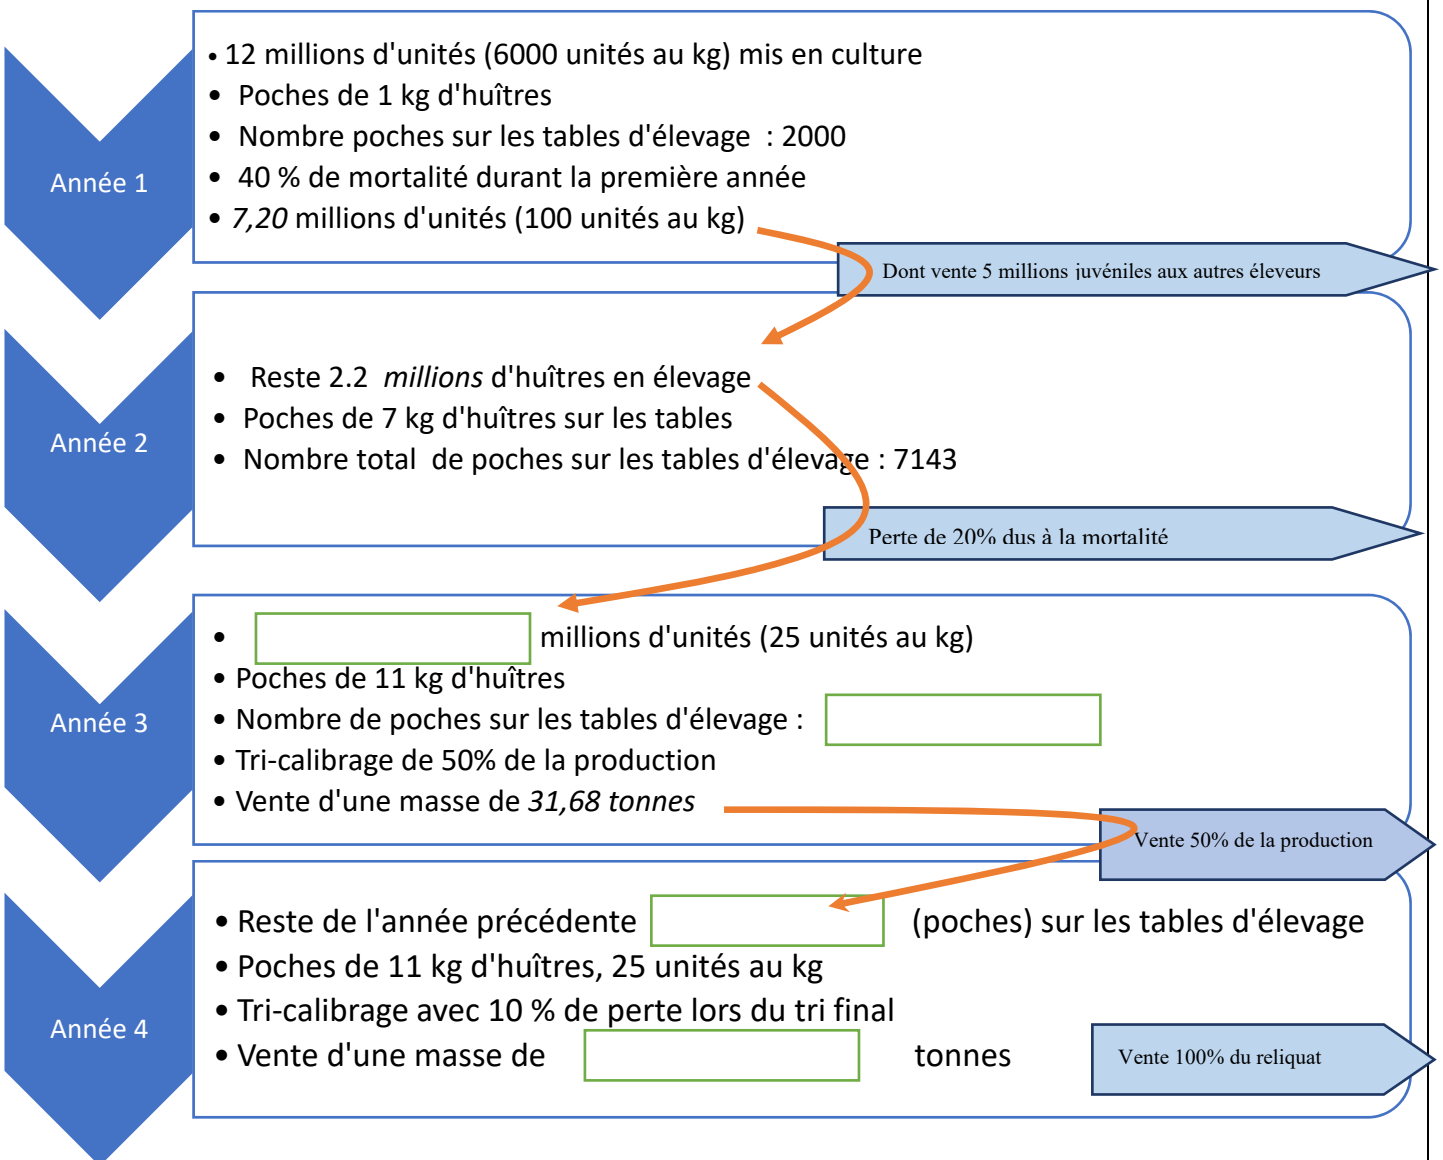 • 12 millions d'unités (6000 unités au kg) mis en culture
• Poches de 1 kg d'huîtres
• Nombre poches sur les tables d'élevage : 2000
Année 1
• 40 % de mortalité durant la première année
• 7,20 millions d'unités (100 unités au kg)
Dont vente 5 millions juvéniles aux autres éleveurs
• Reste 2.2 millions d'huîtres en élevage
• Poches de 7 kg d'huîtres sur les tables
Année 2
• Nombre total de poches sur les tables d'élevage : 7143
Perte de 20% dus à la mortalité
• millions d'unités (25 unités au kg)
• Poches de 11 kg d'huîtres
Année 3
• Nombre de poches sur les tables d'élevage :
• Tri-calibrage de 50% de la production
• Vente d'une masse de 31,68 tonnes
Vente 50% de la production
• Reste de l'année précédente (poches) sur les tables d'élevage
• Poches de 11 kg d'huîtres, 25 unités au kg
• Tri-calibrage avec 10 % de perte lors du tri final
Année 4
• Vente d'une masse de tonnes
Vente 100% du reliquat